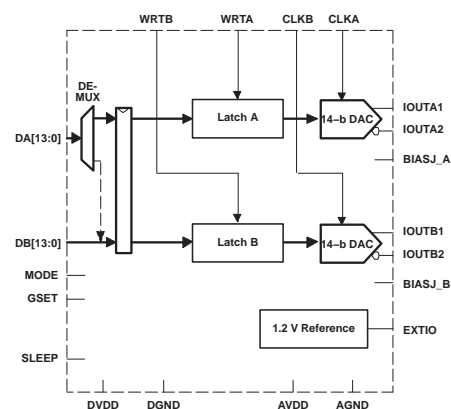 WRTB WRTA CLKB CLKA
DE-
MUX
IOUTA1
Latch A
14–b DAC
DA[13:0]
IOUTA2
BIASJ_A
IOUTB1
DB[13:0]
Latch B
14–b DAC
IOUTB2
MODE
BIASJ_B
GSET
1.2 V Reference
EXTIO
SLEEP
DVDD DGND AVDD AGND